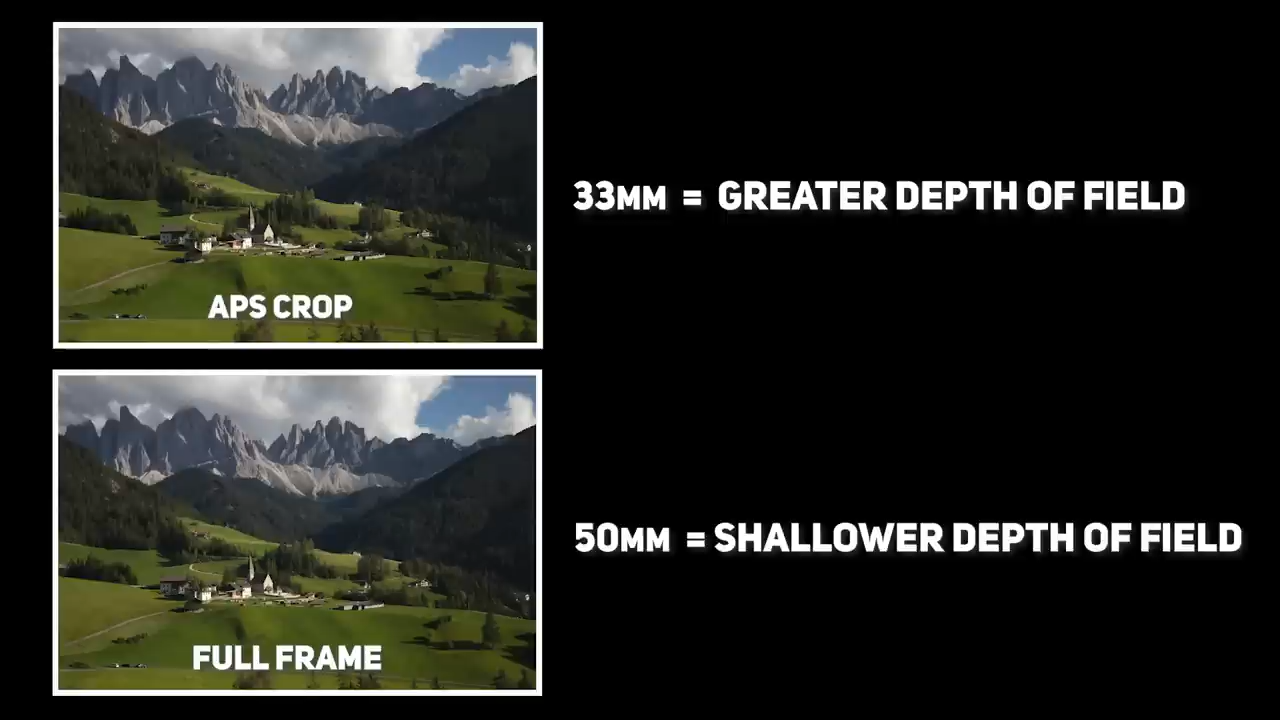 33MM = GREATER DEPTH OF FIELD
APS CROP
50MM = SHALLOWER DEPTH OF FIELD
FULL FRAME